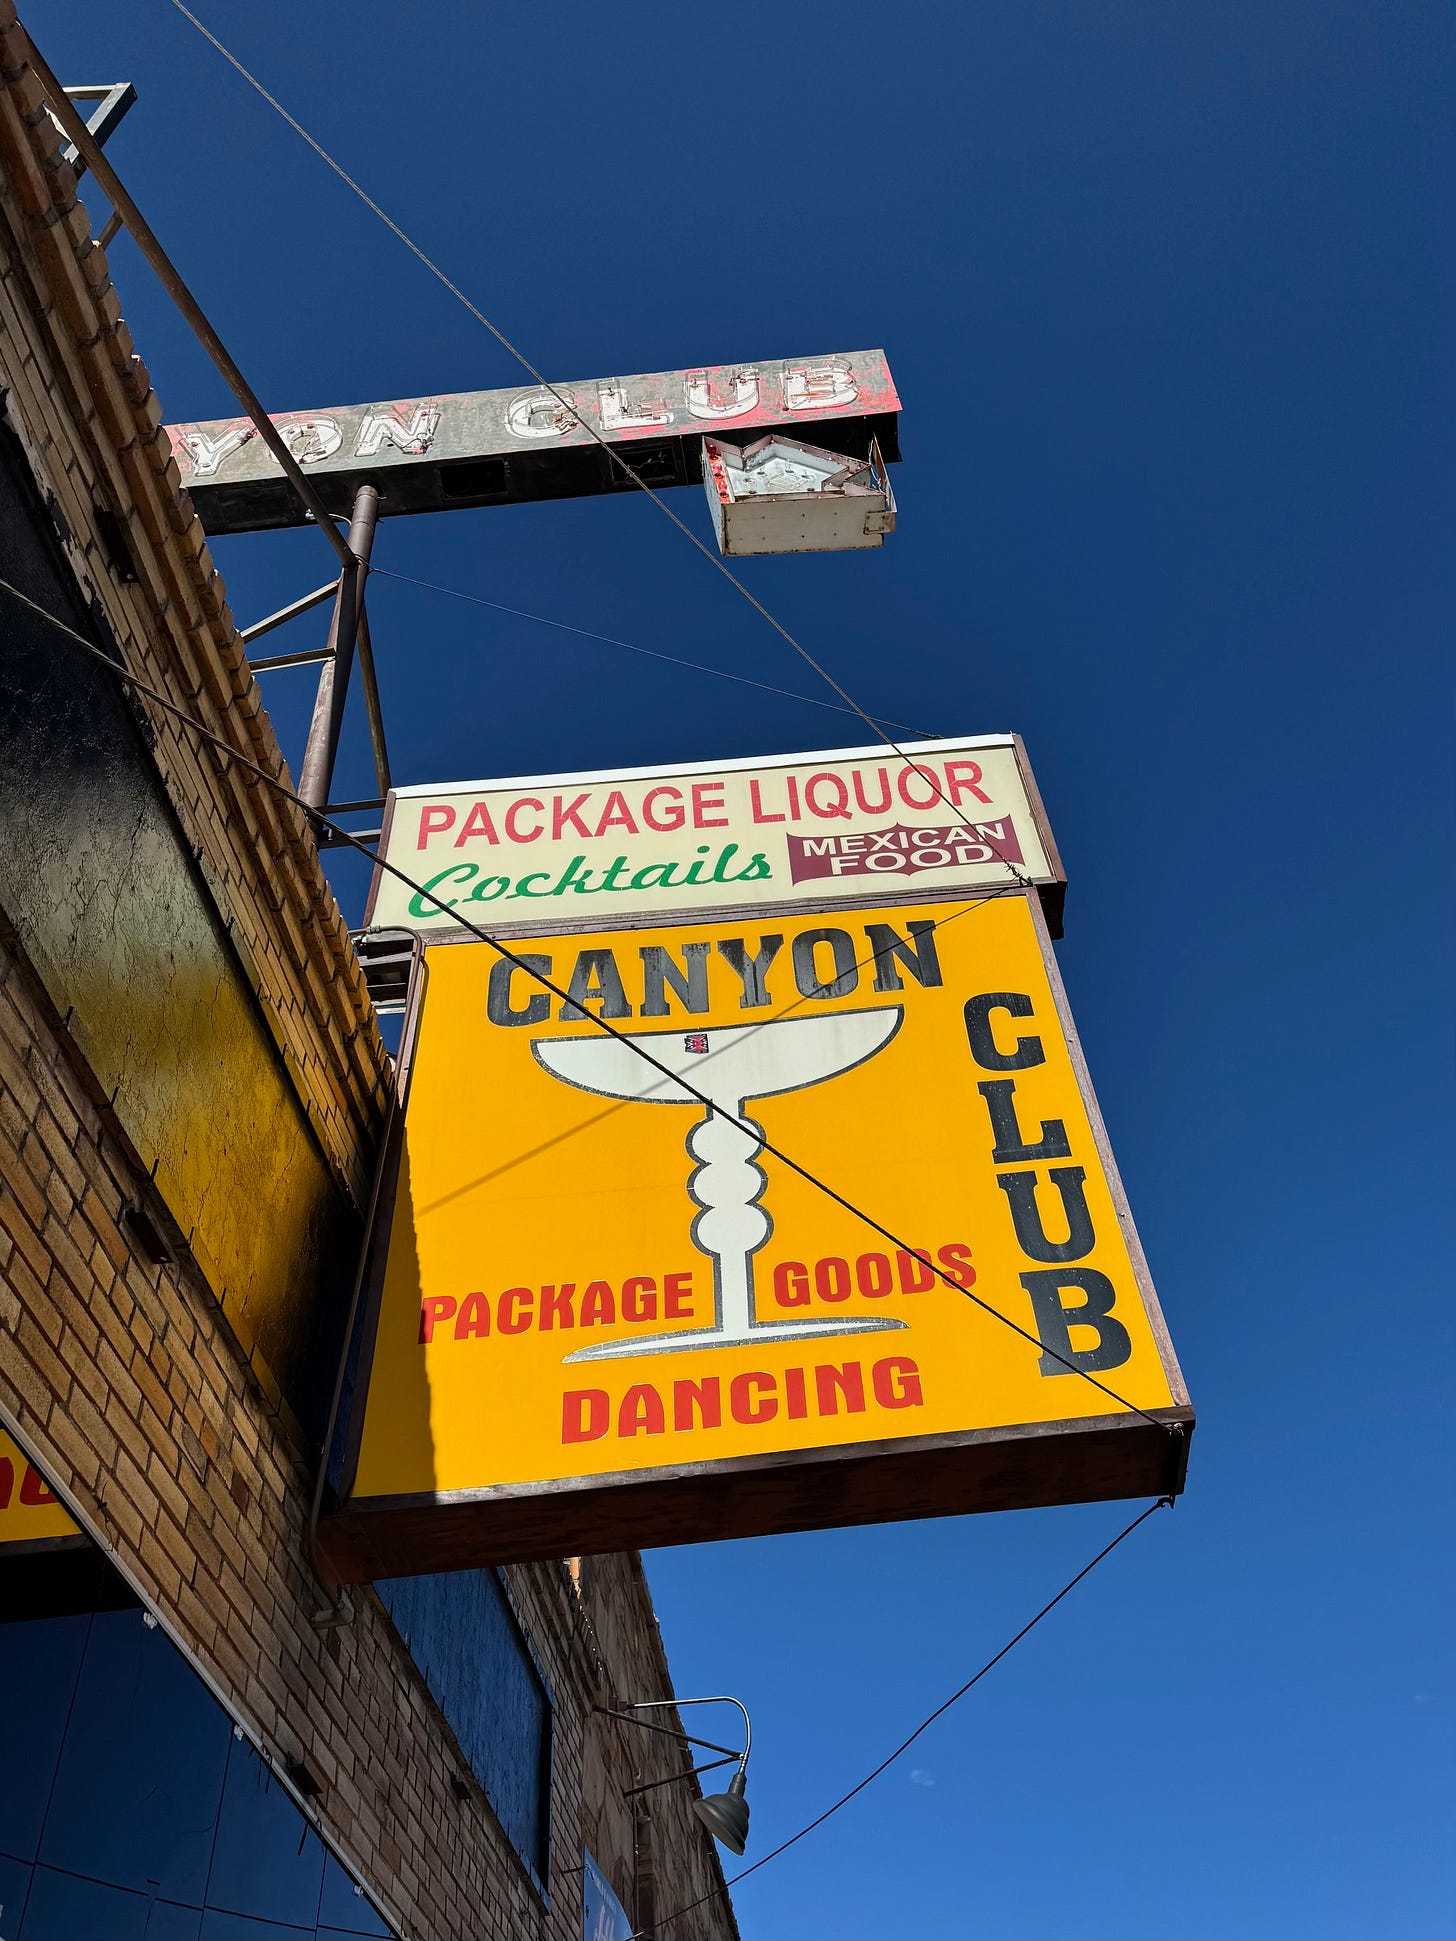 YON CLUB
PACKAGE LIQUOR
Cocktails
MEXICAN
FOOD
CANYON
CLUB
PACKAGE GOODS
DANCING